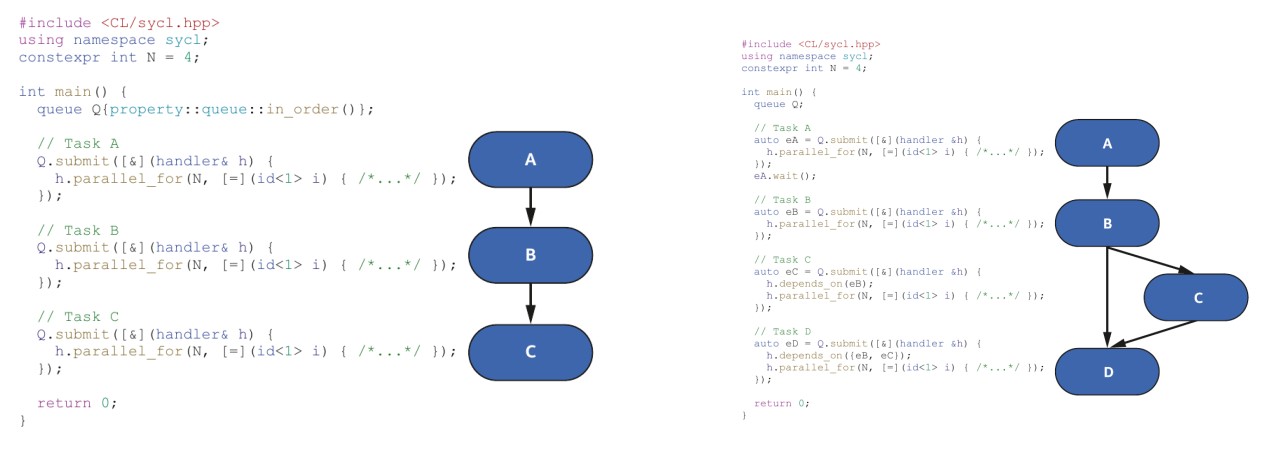 #include <CL/sycl.hpp>
using namespace sycl;
constexpr int N = 4;

int main() {
  queue Q{property::queue::in_order()};

  // Task A
  Q.submit([&](handler& h) {
    h.parallel_for(N, [=](id<1> i) { /*...*/ });
  });

  // Task B
  Q.submit([&](handler& h) {
    h.parallel_for(N, [=](id<1> i) { /*...*/ });
  });

  // Task C
  Q.submit([&](handler& h) {
    h.parallel_for(N, [=](id<1> i) { /*...*/ });
  });

  return 0;
}
A
B
C
#include <CL/sycl.hpp>
using namespace sycl;
constexpr int N = 4;

int main() {
  queue Q;

  // Task A
  auto eA = Q.submit([&](handler &h) {
    h.parallel_for(N, [=](id<1> i) { /*...*/ });
  });
  eA.wait();

  // Task B
  auto eB = Q.submit([&](handler &h) {
    h.parallel_for(N, [=](id<1> i) { /*...*/ });
  });

  // Task C
  auto eC = Q.submit([&](handler &h) {
    h.depends_on(eB);
    h.parallel_for(N, [=](id<1> i) { /*...*/ });
  });

  // Task D
  auto eD = Q.submit([&](handler &h) {
    h.depends_on({eB, eC});
    h.parallel_for(N, [=](id<1> i) { /*...*/ });
  });

  return 0;
}
A
B
C
D